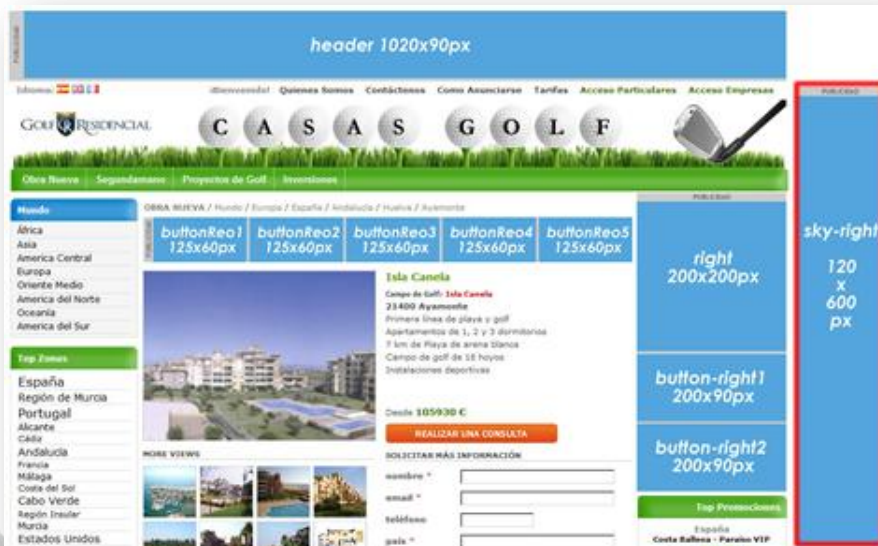 PUBLICIDAD
header 1020x90px
Idioma:
¡Bienvenido! Quienes Somos Contáctenos Como Anunciarse Tarifas Acceso Particulares Acceso Empresas
GOLF RESIDENCIAL
CASAS GOLF
Obra Nueva Segundamano Proyectos de Golf Inversiones
Mundo
África
Asia
America Central
Europa
Oriente Medio
America del Norte
Oceanía
America del Sur
Top Zonas
España
Región de Murcia
Portugal
Alicante
Cádiz
Andalucía
Francia
Málaga
Costa del Sol
Cabo Verde
Región Insular
Murcia
Estados Unidos
OBRA NUEVA / Mundo / Europa / España / Andalucía / Huelva / Ayamonte
PUBLICIDAD
buttonReo1 125x60px
buttonReo2 125x60px
buttonReo3 125x60px
buttonReo4 125x60px
buttonReo5 125x60px
Isla Canela
Campo de Golf: Isla Canela
21400 Ayamonte
Primera línea de playa y golf
Apartamentos de 1, 2 y 3 dormitorios
7 km de Playa de arena blanca
Campo de golf de 18 hoyos
Instalaciones deportivas
Desde 105930 €
REALIZAR UNA CONSULTA
MORE VIEWS
SOLICITAR MÁS INFORMACIÓN
nombre *
email *
teléfono
país *
PUBLICIDAD
right
200x200px
button-right1
200x90px
button-right2
200x90px
Top Promociones
España
Costa Ballena - Paraiso VIP
PUBLICIDAD
sky-right
120
x
600
px